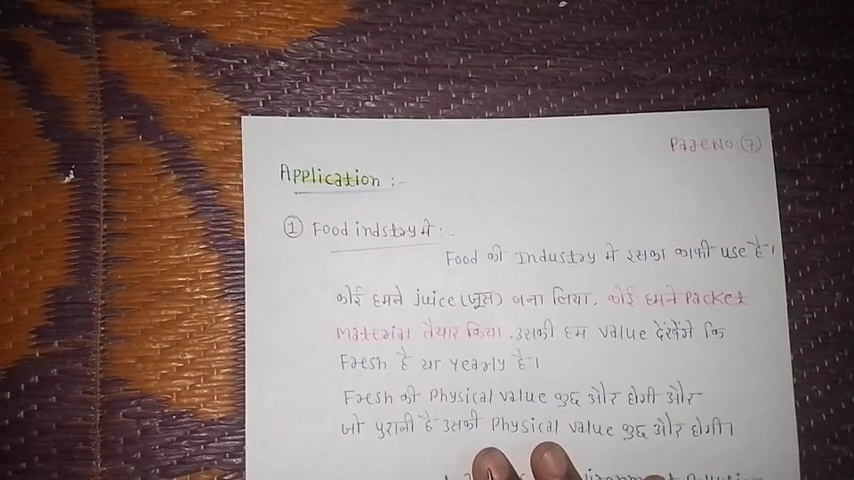 Page No. (7)
Application :-
① Food indstry में :-
Food की Industry में इसका काफी use है।
कोई हमने juice (जूस) बना लिया. कोई हमने Packet
Material तैयार किया. उसकी हम value देखेंगे कि
Fresh है या yearly है।
Fresh की Physical value कुछ और होगी और
जो पुरानी है उसकी Physical value कुछ और होगी।